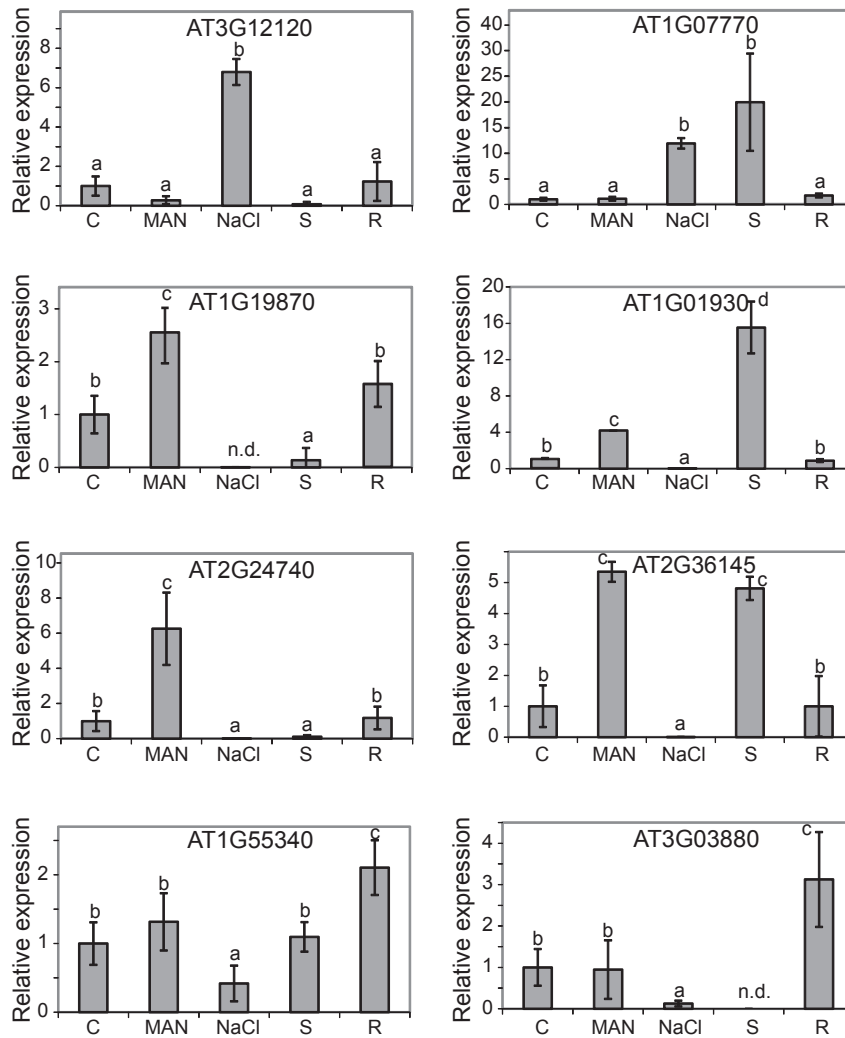 AT3G12120
Relative expression
8
6
4
2
0
a
a
b
a
a
C MAN NaCl S R
AT1G07770
Relative expression
40
35
30
25
20
15
10
5
0
a
a
b
b
a
C MAN NaCl S R
AT1G19870
Relative expression
3
2
1
0
b
c
n.d.
a
b
C MAN NaCl S R
AT1G01930
Relative expression
20
16
12
8
4
0
b
c
a
d
b
C MAN NaCl S R
AT2G24740
Relative expression
10
8
6
4
2
0
b
c
a
a
b
C MAN NaCl S R
AT2G36145
Relative expression
5
4
3
2
1
0
b
c
a
c
b
C MAN NaCl S R
AT1G55340
Relative expression
2
1
0
b
b
a
b
c
C MAN NaCl S R
AT3G03880
Relative expression
4
3
2
1
0
b
b
a
n.d.
c
C MAN NaCl S R